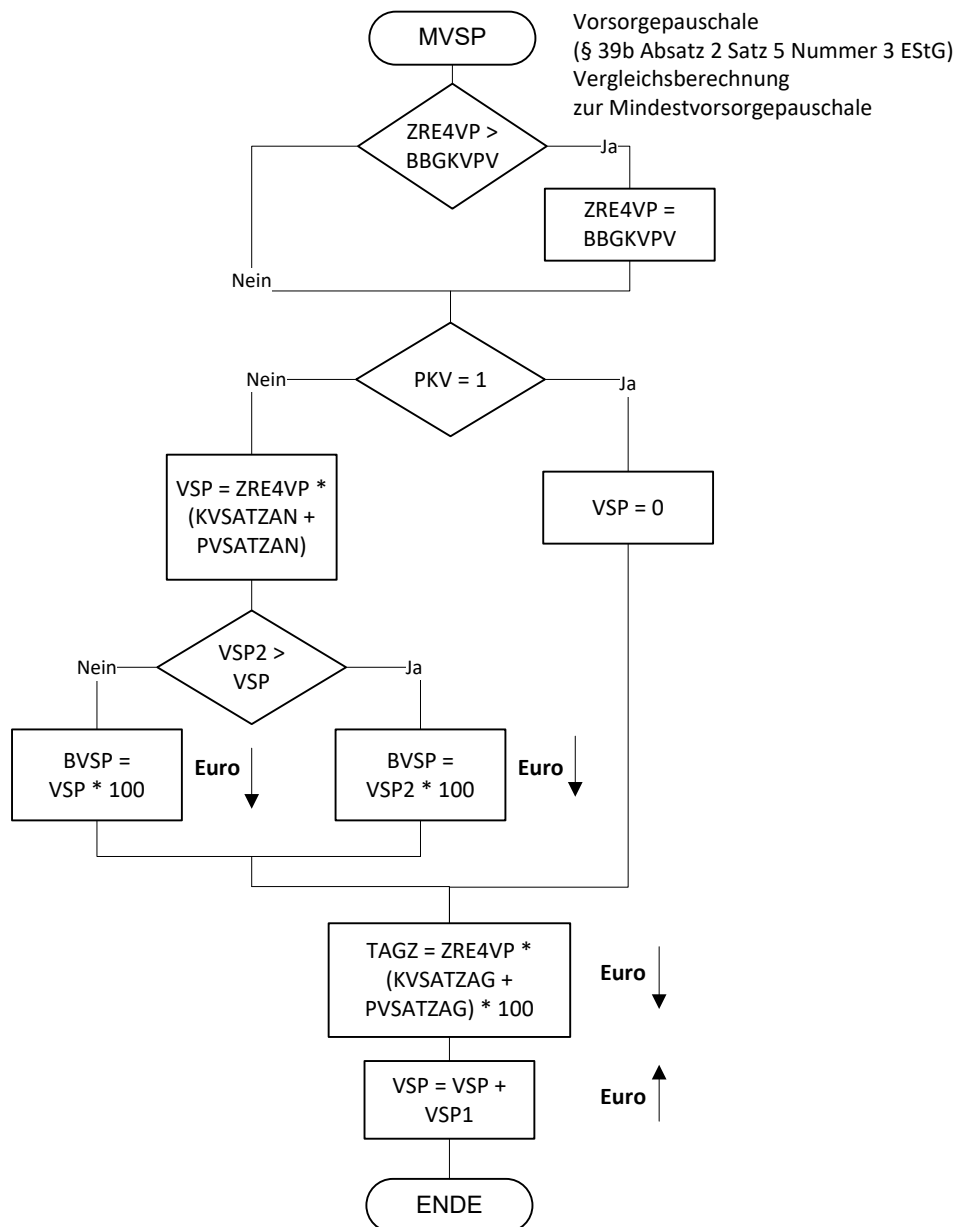 MVSP
Vorsorgepauschale
(§ 39b Absatz 2 Satz 5 Nummer 3 EStG)
Vergleichsberechnung
zur Mindestvorsorgepauschale
ZRE4VP >
BBGKVPV
Ja
ZRE4VP =
BBGKVPV
Nein
PKV = 1
Nein
Ja
VSP = ZRE4VP *
(KVSATZAN +
PVSATZAN)
VSP = 0
VSP2 >
VSP
Nein
Ja
BVSP =
VSP * 100
Euro
BVSP =
VSP2 * 100
Euro
TAGZ = ZRE4VP *
(KVSATZAG +
PVSATZAG) * 100
Euro
VSP = VSP +
VSP1
Euro
ENDE